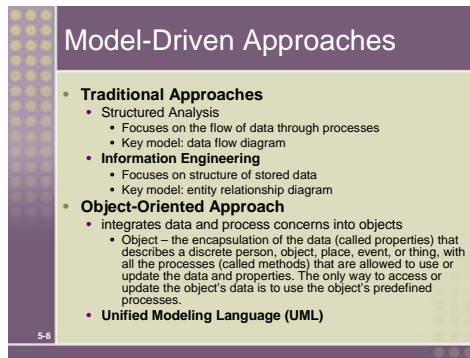 Model-Driven Approaches
• Traditional Approaches
• Structured Analysis
• Focuses on the flow of data through processes
• Key model: data flow diagram
• Information Engineering
• Focuses on structure of stored data
• Key model: entity relationship diagram
• Object-Oriented Approach
• integrates data and process concerns into objects
• Object – the encapsulation of the data (called properties) that
describes a discrete person, object, place, event, or thing, with
all the processes (called methods) that are allowed to use or
update the data and properties. The only way to access or
update the object's data is to use the object's predefined
processes.
• Unified Modeling Language (UML)
5-8